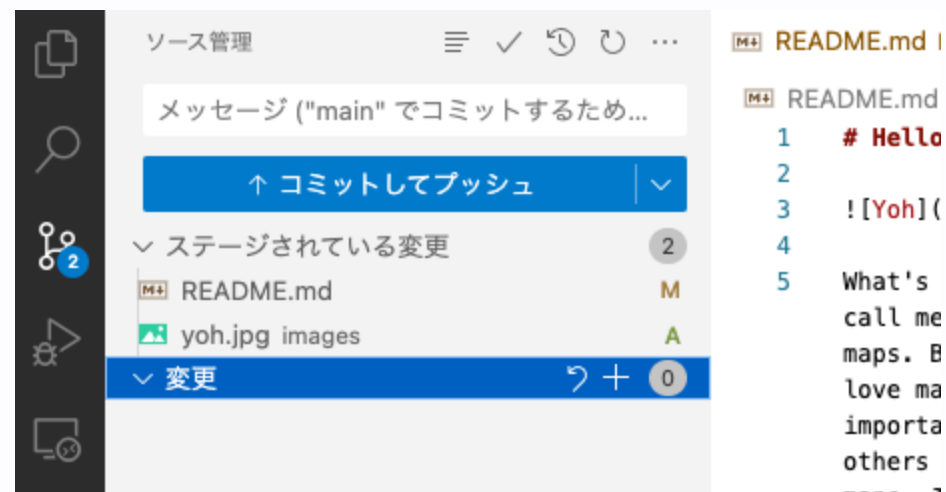 ソース管理
メッセージ ("main" でコミットするため...
↑ コミットしてプッシュ
ステージされている変更 2
README.md M
yoh.jpg images A
変更 0
2
README.md
README.md
1 # Hello
2
3 ![Yoh](
4
5 What's
call me
maps. B
love ma
importa
others